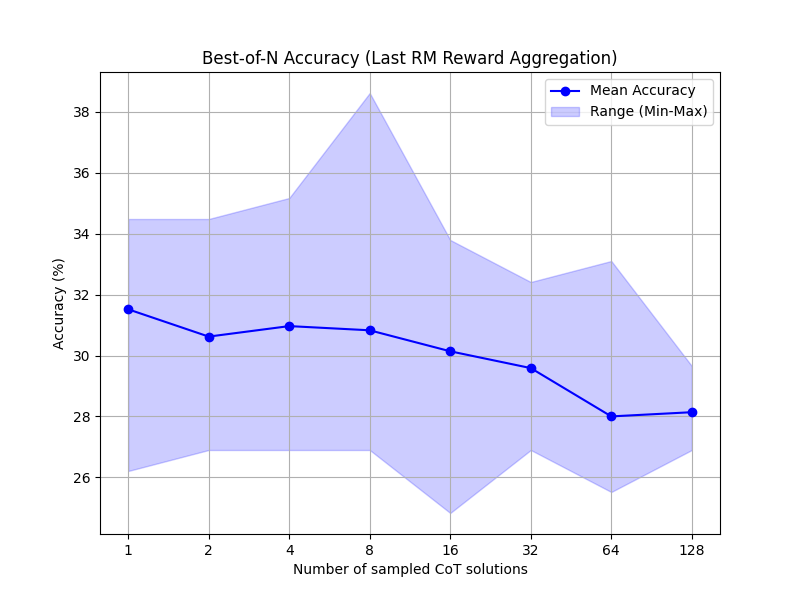 Best-of-N Accuracy (Last RM Reward Aggregation)
Mean Accuracy
Range (Min-Max)
Accuracy (%)
38
36
34
32
30
28
26
1 2 4 8 16 32 64 128
Number of sampled CoT solutions